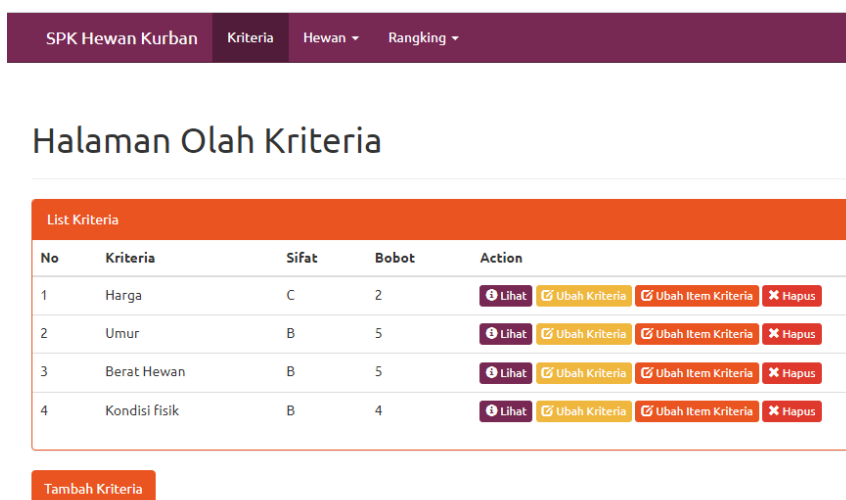 SPK Hewan Kurban Kriteria Hewan Rangking
Halaman Olah Kriteria
List Kriteria
No Kriteria Sifat Bobot Action
1 Harga C 2 Lihat Ubah Kriteria Ubah Item Kriteria Hapus
2 Umur B 5 Lihat Ubah Kriteria Ubah Item Kriteria Hapus
3 Berat Hewan B 5 Lihat Ubah Kriteria Ubah Item Kriteria Hapus
4 Kondisi fisik B 4 Lihat Ubah Kriteria Ubah Item Kriteria Hapus
Tambah Kriteria